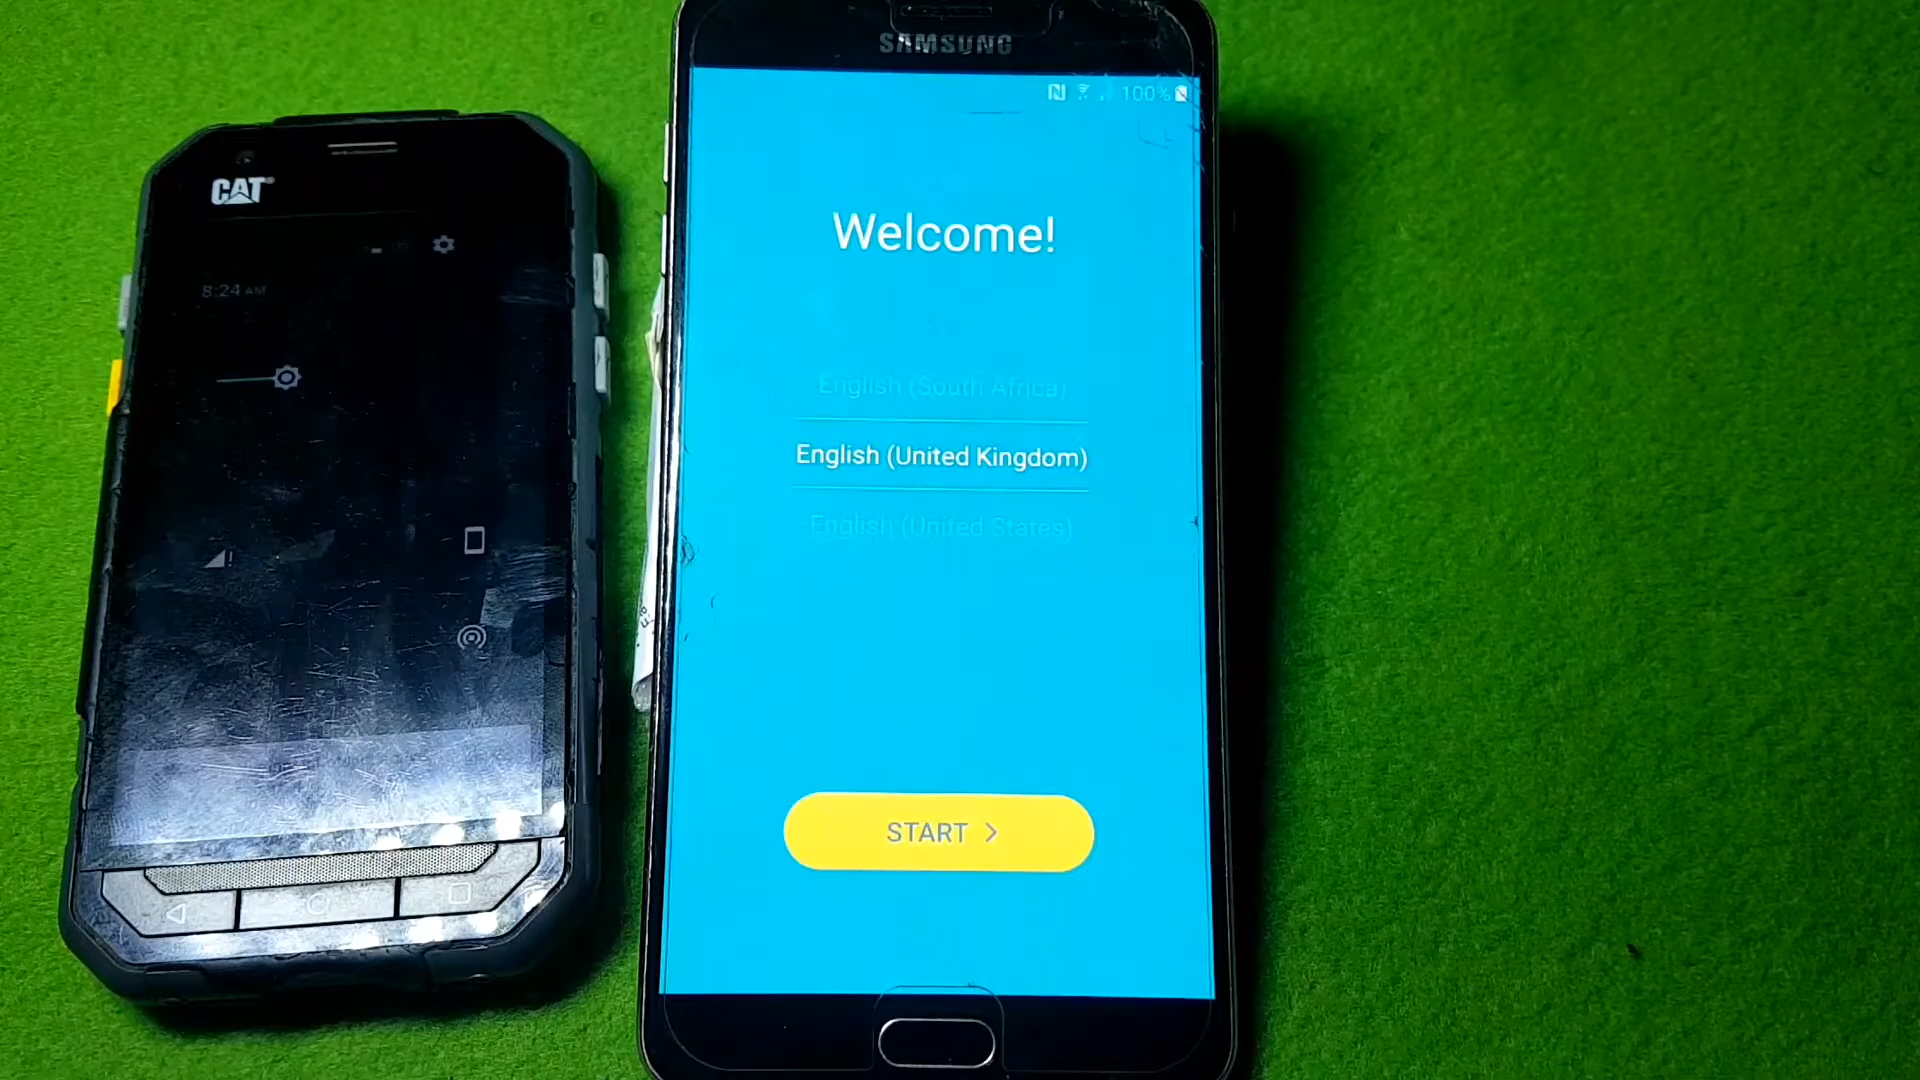 CAT
8:24 AM
SAMSUNG
100%
Welcome!
English (South Africa)
English (United Kingdom)
English (United States)
START >